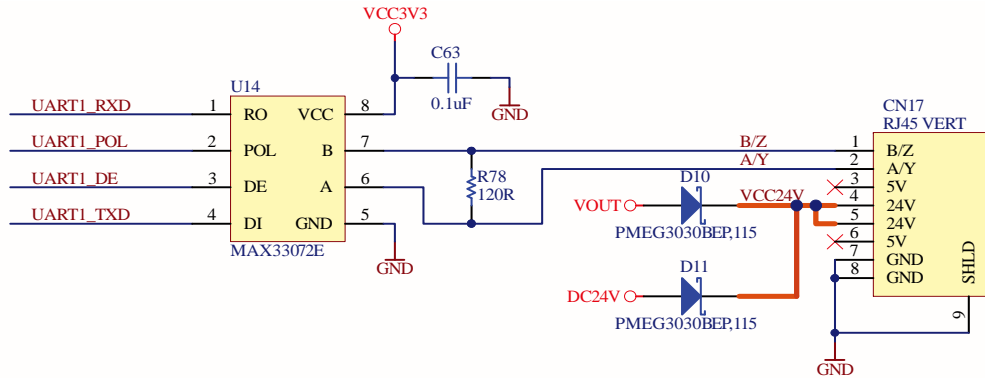 VCC3V3
C63
0.1uF
GND
U14
UART1_RXD 1 RO VCC 8
UART1_POL 2 POL B 7
UART1_DE 3 DE A 6
UART1_TXD 4 DI GND 5
MAX33072E
GND
R78
120R
B/Z
A/Y
D10
VOUT
VCC24V
PMEG3030BEP,115
D11
DC24V
PMEG3030BEP,115
CN17
RJ45 VERT
1 B/Z
2 A/Y
3 5V
4 24V
5 24V
6 5V
7 GND
8 GND
SHLD
9
GND